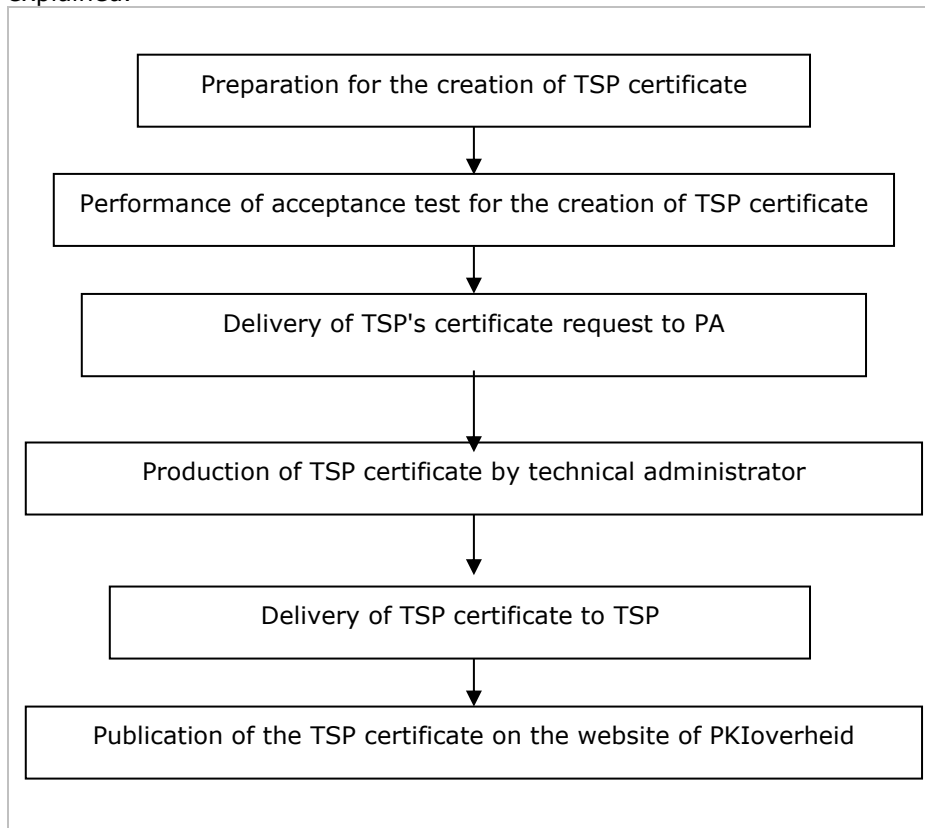 explained.
Preparation for the creation of TSP certificate
Performance of acceptance test for the creation of TSP certificate
Delivery of TSP's certificate request to PA
Production of TSP certificate by technical administrator
Delivery of TSP certificate to TSP
Publication of the TSP certificate on the website of PKIoverheid